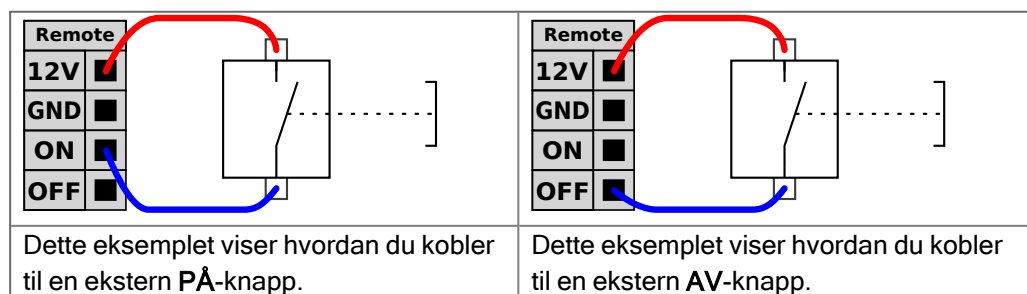 Remote
12V
GND
ON
OFF
Dette eksemplet viser hvordan du kobler
til en ekstern PÅ-knapp.
Remote
12V
GND
ON
OFF
Dette eksemplet viser hvordan du kobler
til en ekstern AV-knapp.